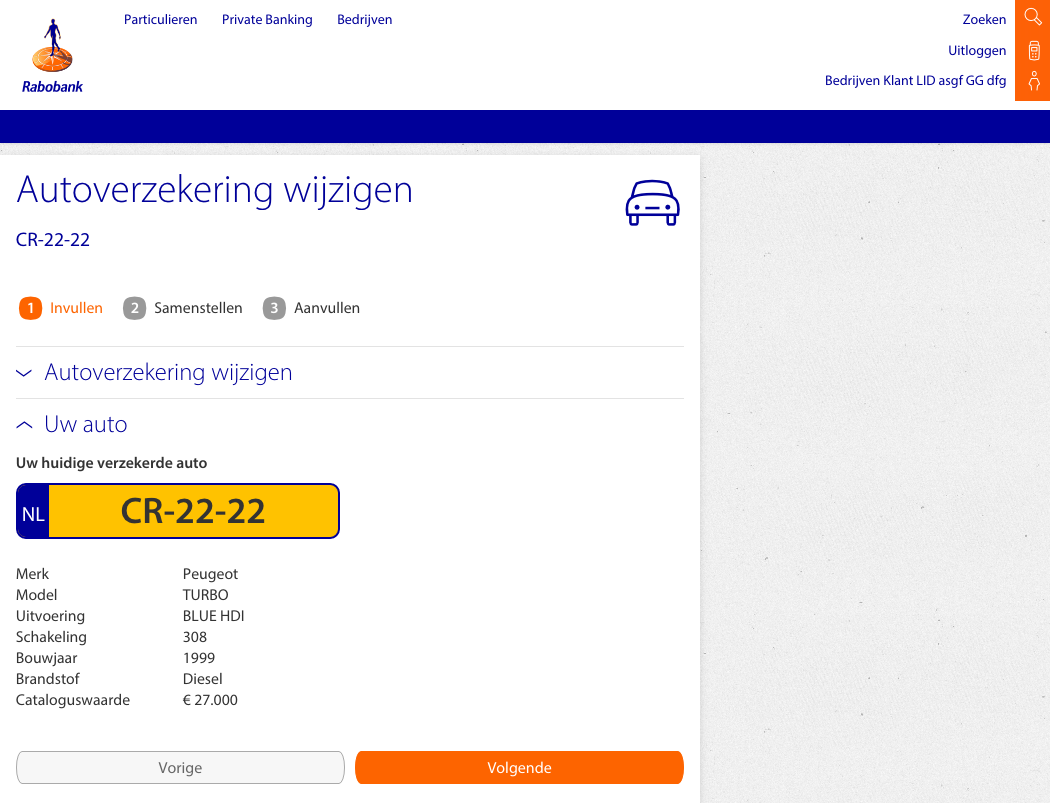 Particulieren Private Banking Bedrijven Zoeken
Uitloggen
Bedrijven Klant LID asgf GG dfg
Rabobank
Autoverzekering wijzigen
CR-22-22
1 Invullen 2 Samenstellen 3 Aanvullen
Autoverzekering wijzigen
Uw auto
Uw huidige verzekerde auto
NL CR-22-22
Merk Peugeot
Model TURBO
Uitvoering BLUE HDI
Schakeling 308
Bouwjaar 1999
Brandstof Diesel
Cataloguswaarde € 27.000
Vorige Volgende